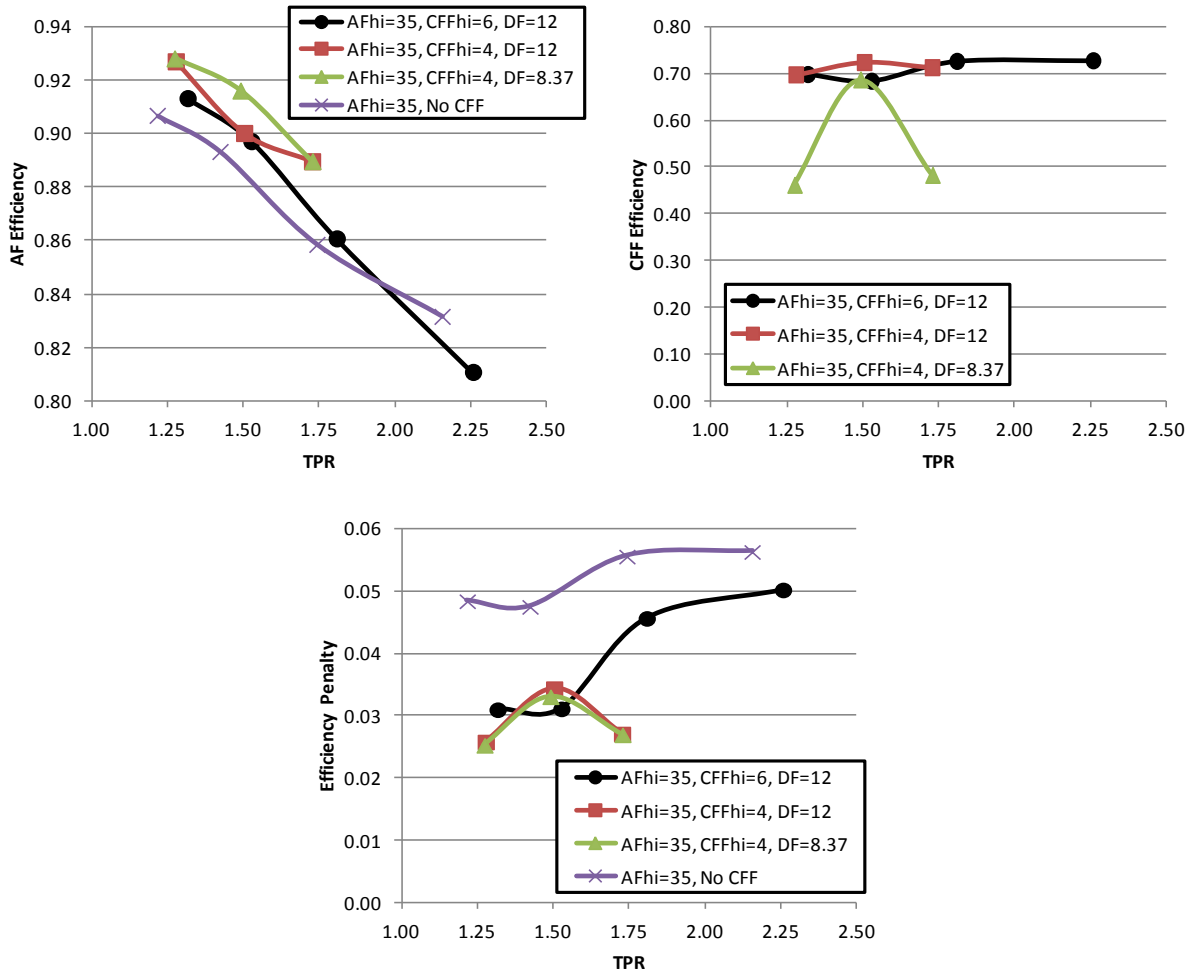 0.94
0.92
0.90
0.88
0.86
0.84
0.82
0.80
AF Efficiency
1.00 1.25 1.50 1.75 2.00 2.25 2.50
TPR
AFhi=35, CFFhi=6, DF=12
AFhi=35, CFFhi=4, DF=12
AFhi=35, CFFhi=4, DF=8.37
AFhi=35, No CFF
0.80
0.70
0.60
0.50
0.40
0.30
0.20
0.10
0.00
CFF Efficiency
1.00 1.25 1.50 1.75 2.00 2.25 2.50
TPR
AFhi=35, CFFhi=6, DF=12
AFhi=35, CFFhi=4, DF=12
AFhi=35, CFFhi=4, DF=8.37
0.06
0.05
0.04
0.03
0.02
0.01
0.00
Efficiency Penalty
1.00 1.25 1.50 1.75 2.00 2.25 2.50
TPR
AFhi=35, CFFhi=6, DF=12
AFhi=35, CFFhi=4, DF=12
AFhi=35, CFFhi=4, DF=8.37
AFhi=35, No CFF